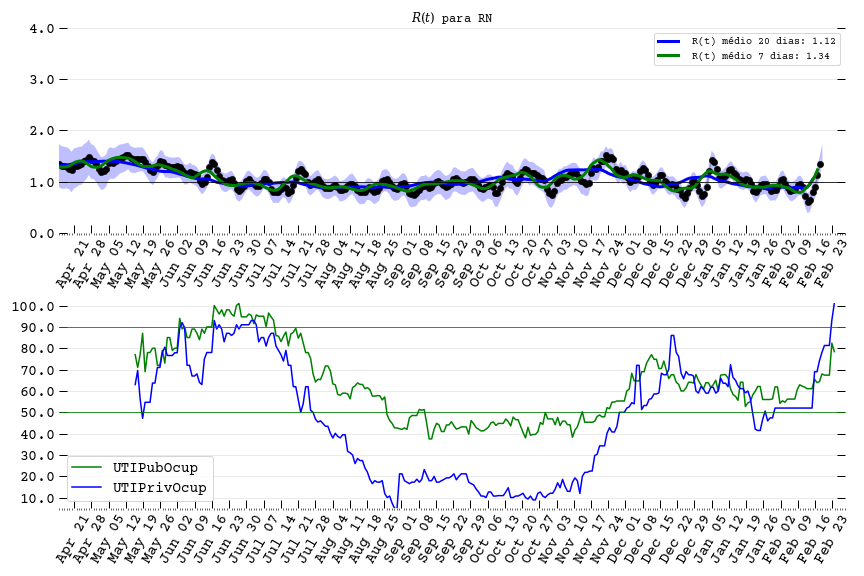 R(t) para RN
4.0
3.0
2.0
1.0
0.0
R(t) médio 20 dias: 1.12
R(t) médio 7 dias: 1.34
Apr 21
Apr 28
May 05
May 12
May 19
May 26
Jun 02
Jun 09
Jun 16
Jun 23
Jun 30
Jul 07
Jul 14
Jul 21
Jul 28
Aug 04
Aug 11
Aug 18
Aug 25
Sep 01
Sep 08
Sep 15
Sep 22
Sep 29
Oct 06
Oct 13
Oct 20
Oct 27
Nov 03
Nov 10
Nov 17
Nov 24
Dec 01
Dec 08
Dec 15
Dec 22
Dec 29
Jan 05
Jan 12
Jan 19
Jan 26
Feb 02
Feb 09
Feb 16
Feb 23
100.0
90.0
80.0
70.0
60.0
50.0
40.0
30.0
20.0
10.0
UTIPubOcup
UTIPrivOcup
Apr 21
Apr 28
May 05
May 12
May 19
May 26
Jun 02
Jun 09
Jun 16
Jun 23
Jun 30
Jul 07
Jul 14
Jul 21
Jul 28
Aug 04
Aug 11
Aug 18
Aug 25
Sep 01
Sep 08
Sep 15
Sep 22
Sep 29
Oct 06
Oct 13
Oct 20
Oct 27
Nov 03
Nov 10
Nov 17
Nov 24
Dec 01
Dec 08
Dec 15
Dec 22
Dec 29
Jan 05
Jan 12
Jan 19
Jan 26
Feb 02
Feb 09
Feb 16
Feb 23